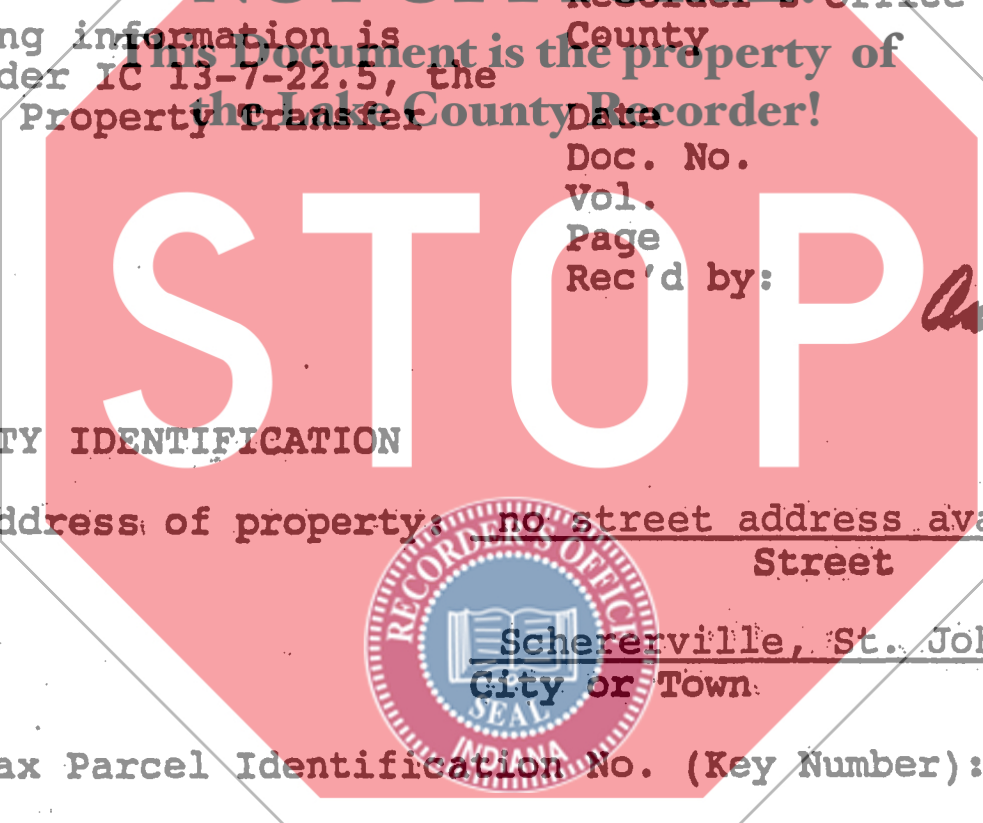 Recorder's Office
ng information is
County
This Document is the property of
der IC 13-7-22.5, the
the Lake County Recorder!
Property Transfer
Date
Doc. No.
Vol.
Page
Rec'd by:
STOP
TY IDENTIFICATION
ddress of property: no street address ava
Street
RECORDER'S OFFICE
Schererville, St. Joh
City or Town
SEAL
INDIANA
ax Parcel Identification No. (Key Number):